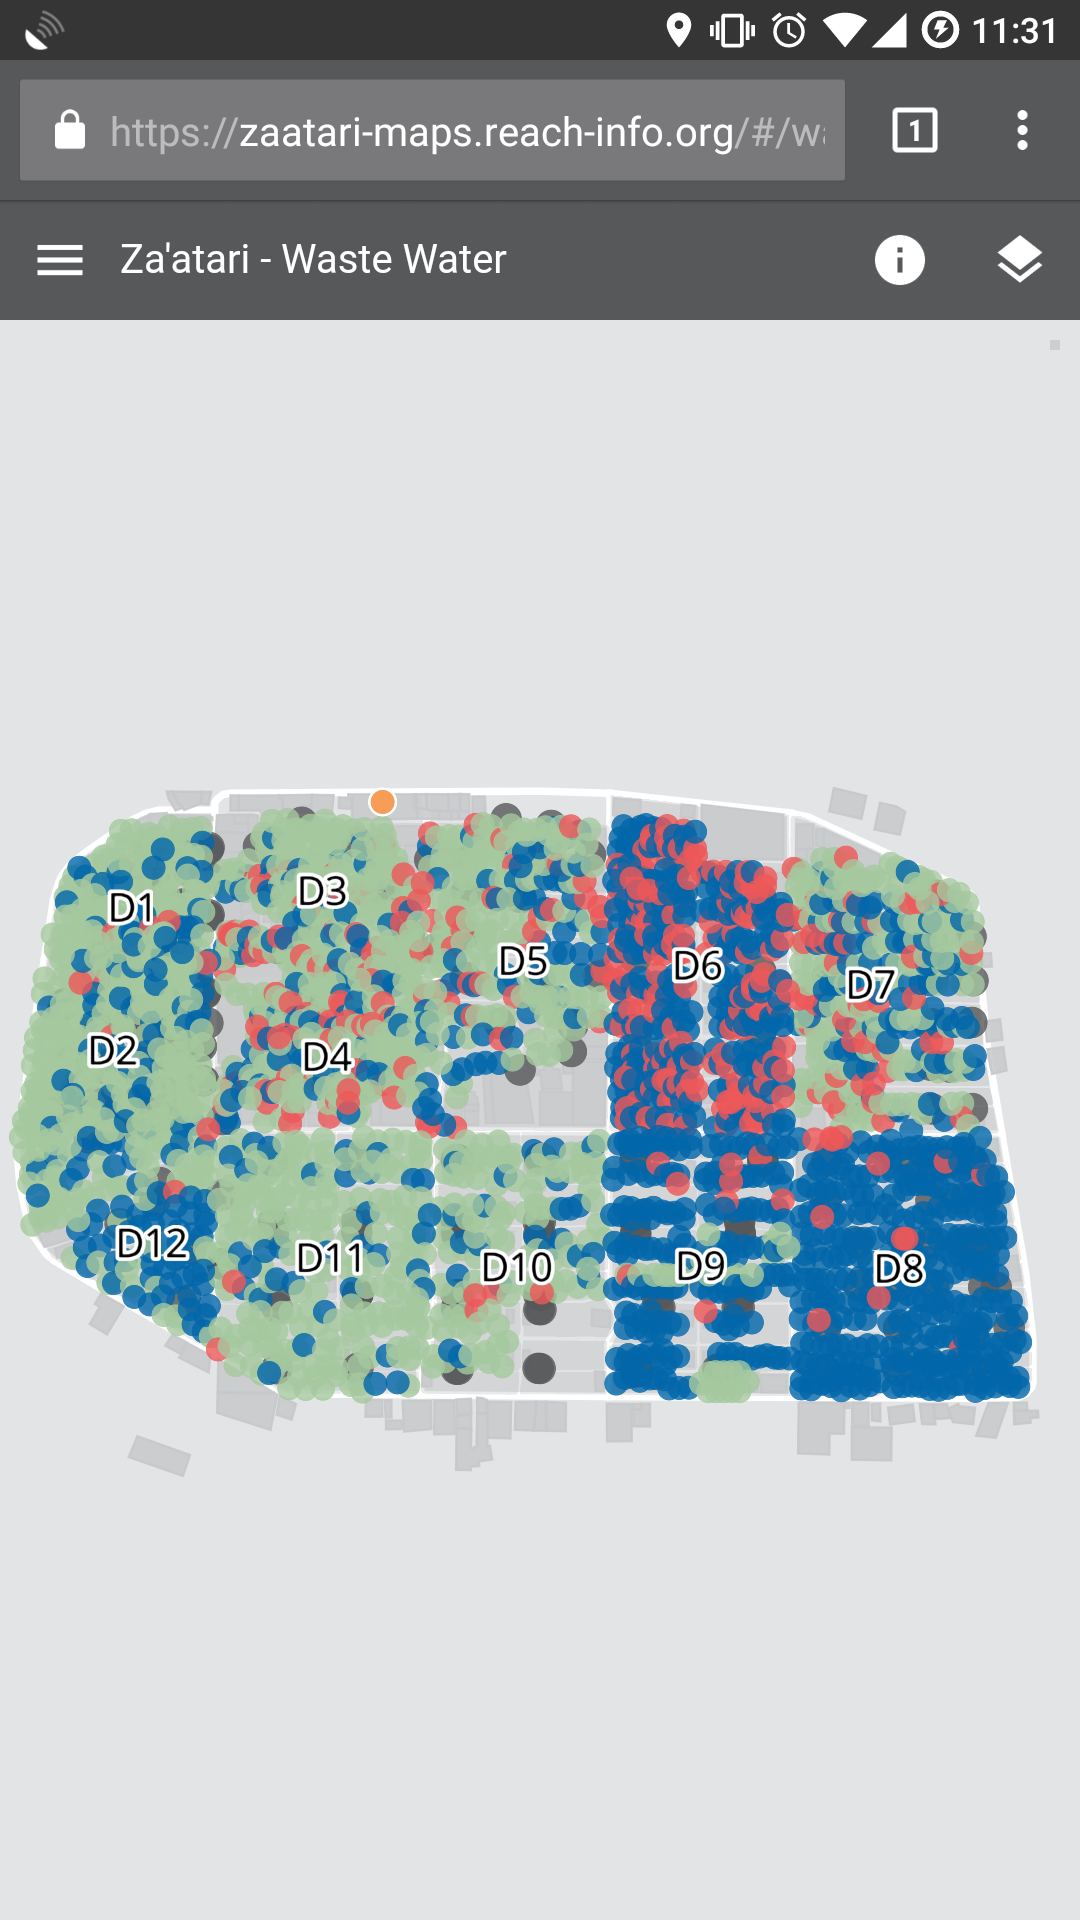 11:31
https://zaatari-maps.reach-info.org/#/wa
1
Za'atari - Waste Water
D1
D3
D5
D6
D7
D2
D4
D12
D11
D10
D9
D8